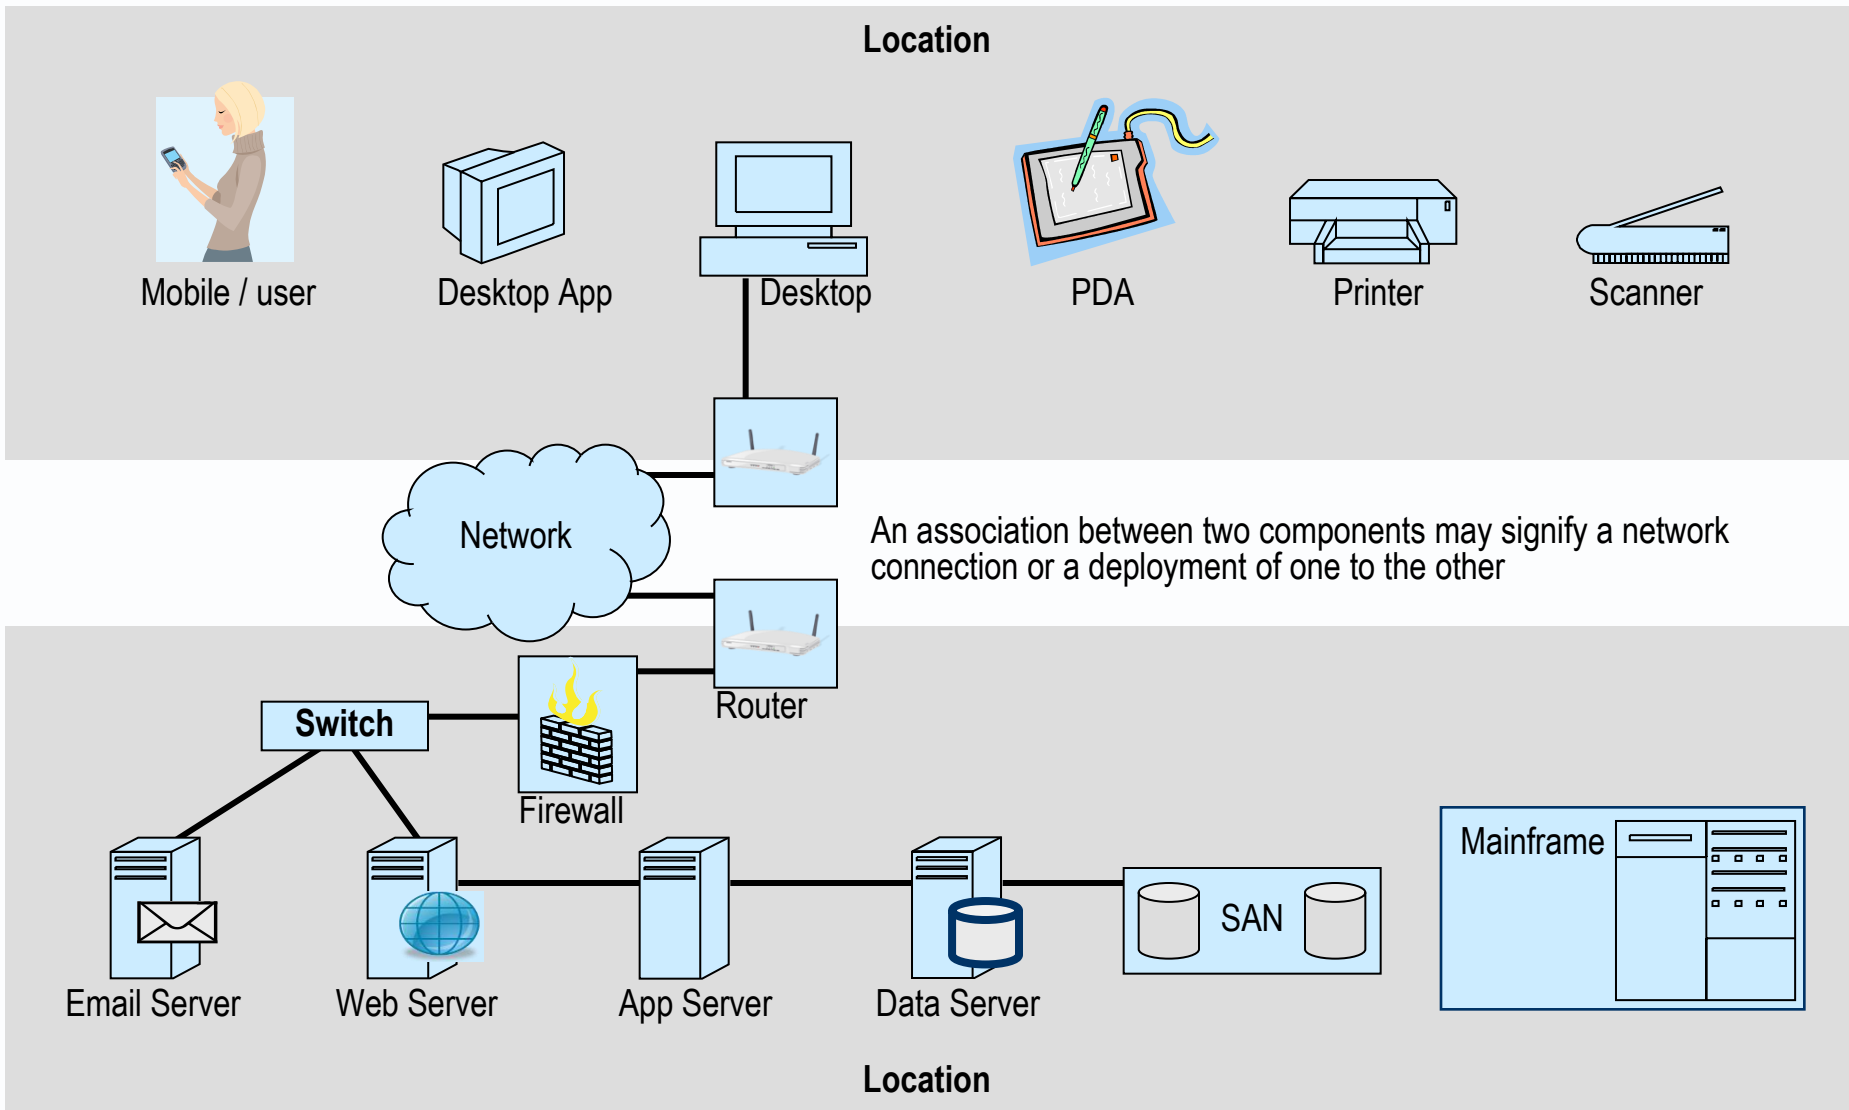 Location
Mobile / user
Desktop App
Desktop
PDA
Printer
Scanner
Network
An association between two components may signify a network
connection or a deployment of one to the other
Router
Switch
Firewall
Mainframe
SAN
Email Server
Web Server
App Server
Data Server
Location